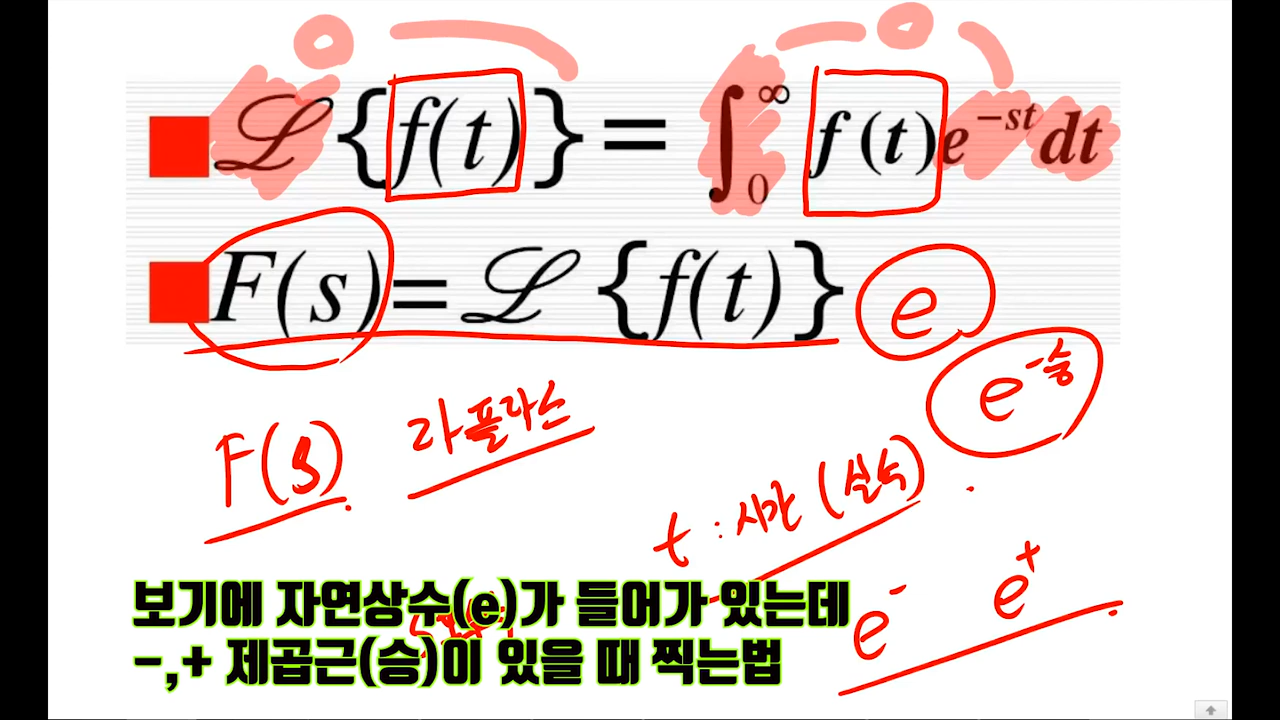 ℒ{f(t)} = ∫₀^∞ f(t)e^{-st}dt
F(s) = ℒ{f(t)}
e
e^{-승}
F(s) 라플라스
t : 시간 (실수)
e^- e^+
보기에 자연상수(e)가 들어가 있는데
-,+ 제곱근(승)이 있을 때 찍는법